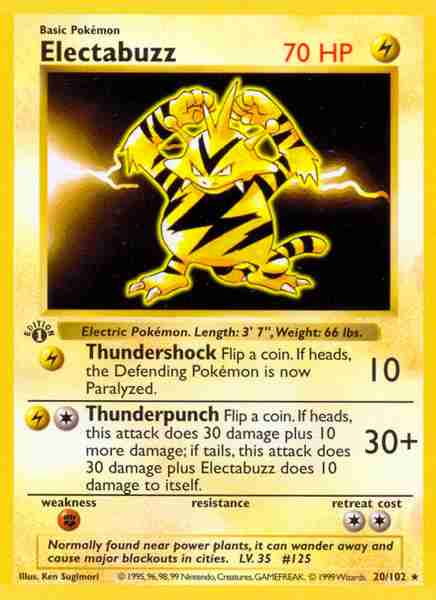 Basic Pokémon
Electabuzz 70 HP
EDITION
1
Electric Pokémon. Length: 3' 7", Weight: 66 lbs.
Thundershock Flip a coin. If heads,
the Defending Pokémon is now
Paralyzed.
10
Thunderpunch Flip a coin. If heads,
this attack does 30 damage plus 10
more damage; if tails, this attack does
30 damage plus Electabuzz does 10
damage to itself.
30+
weakness resistance retreat cost
Normally found near power plants, it can wander away and
cause major blackouts in cities. LV. 35 #125
Illus. Ken Sugimori ©1995, 96, 98, 99 Nintendo, Creatures, GAMEFREAK. ©1999 Wizards. 20/102 ★